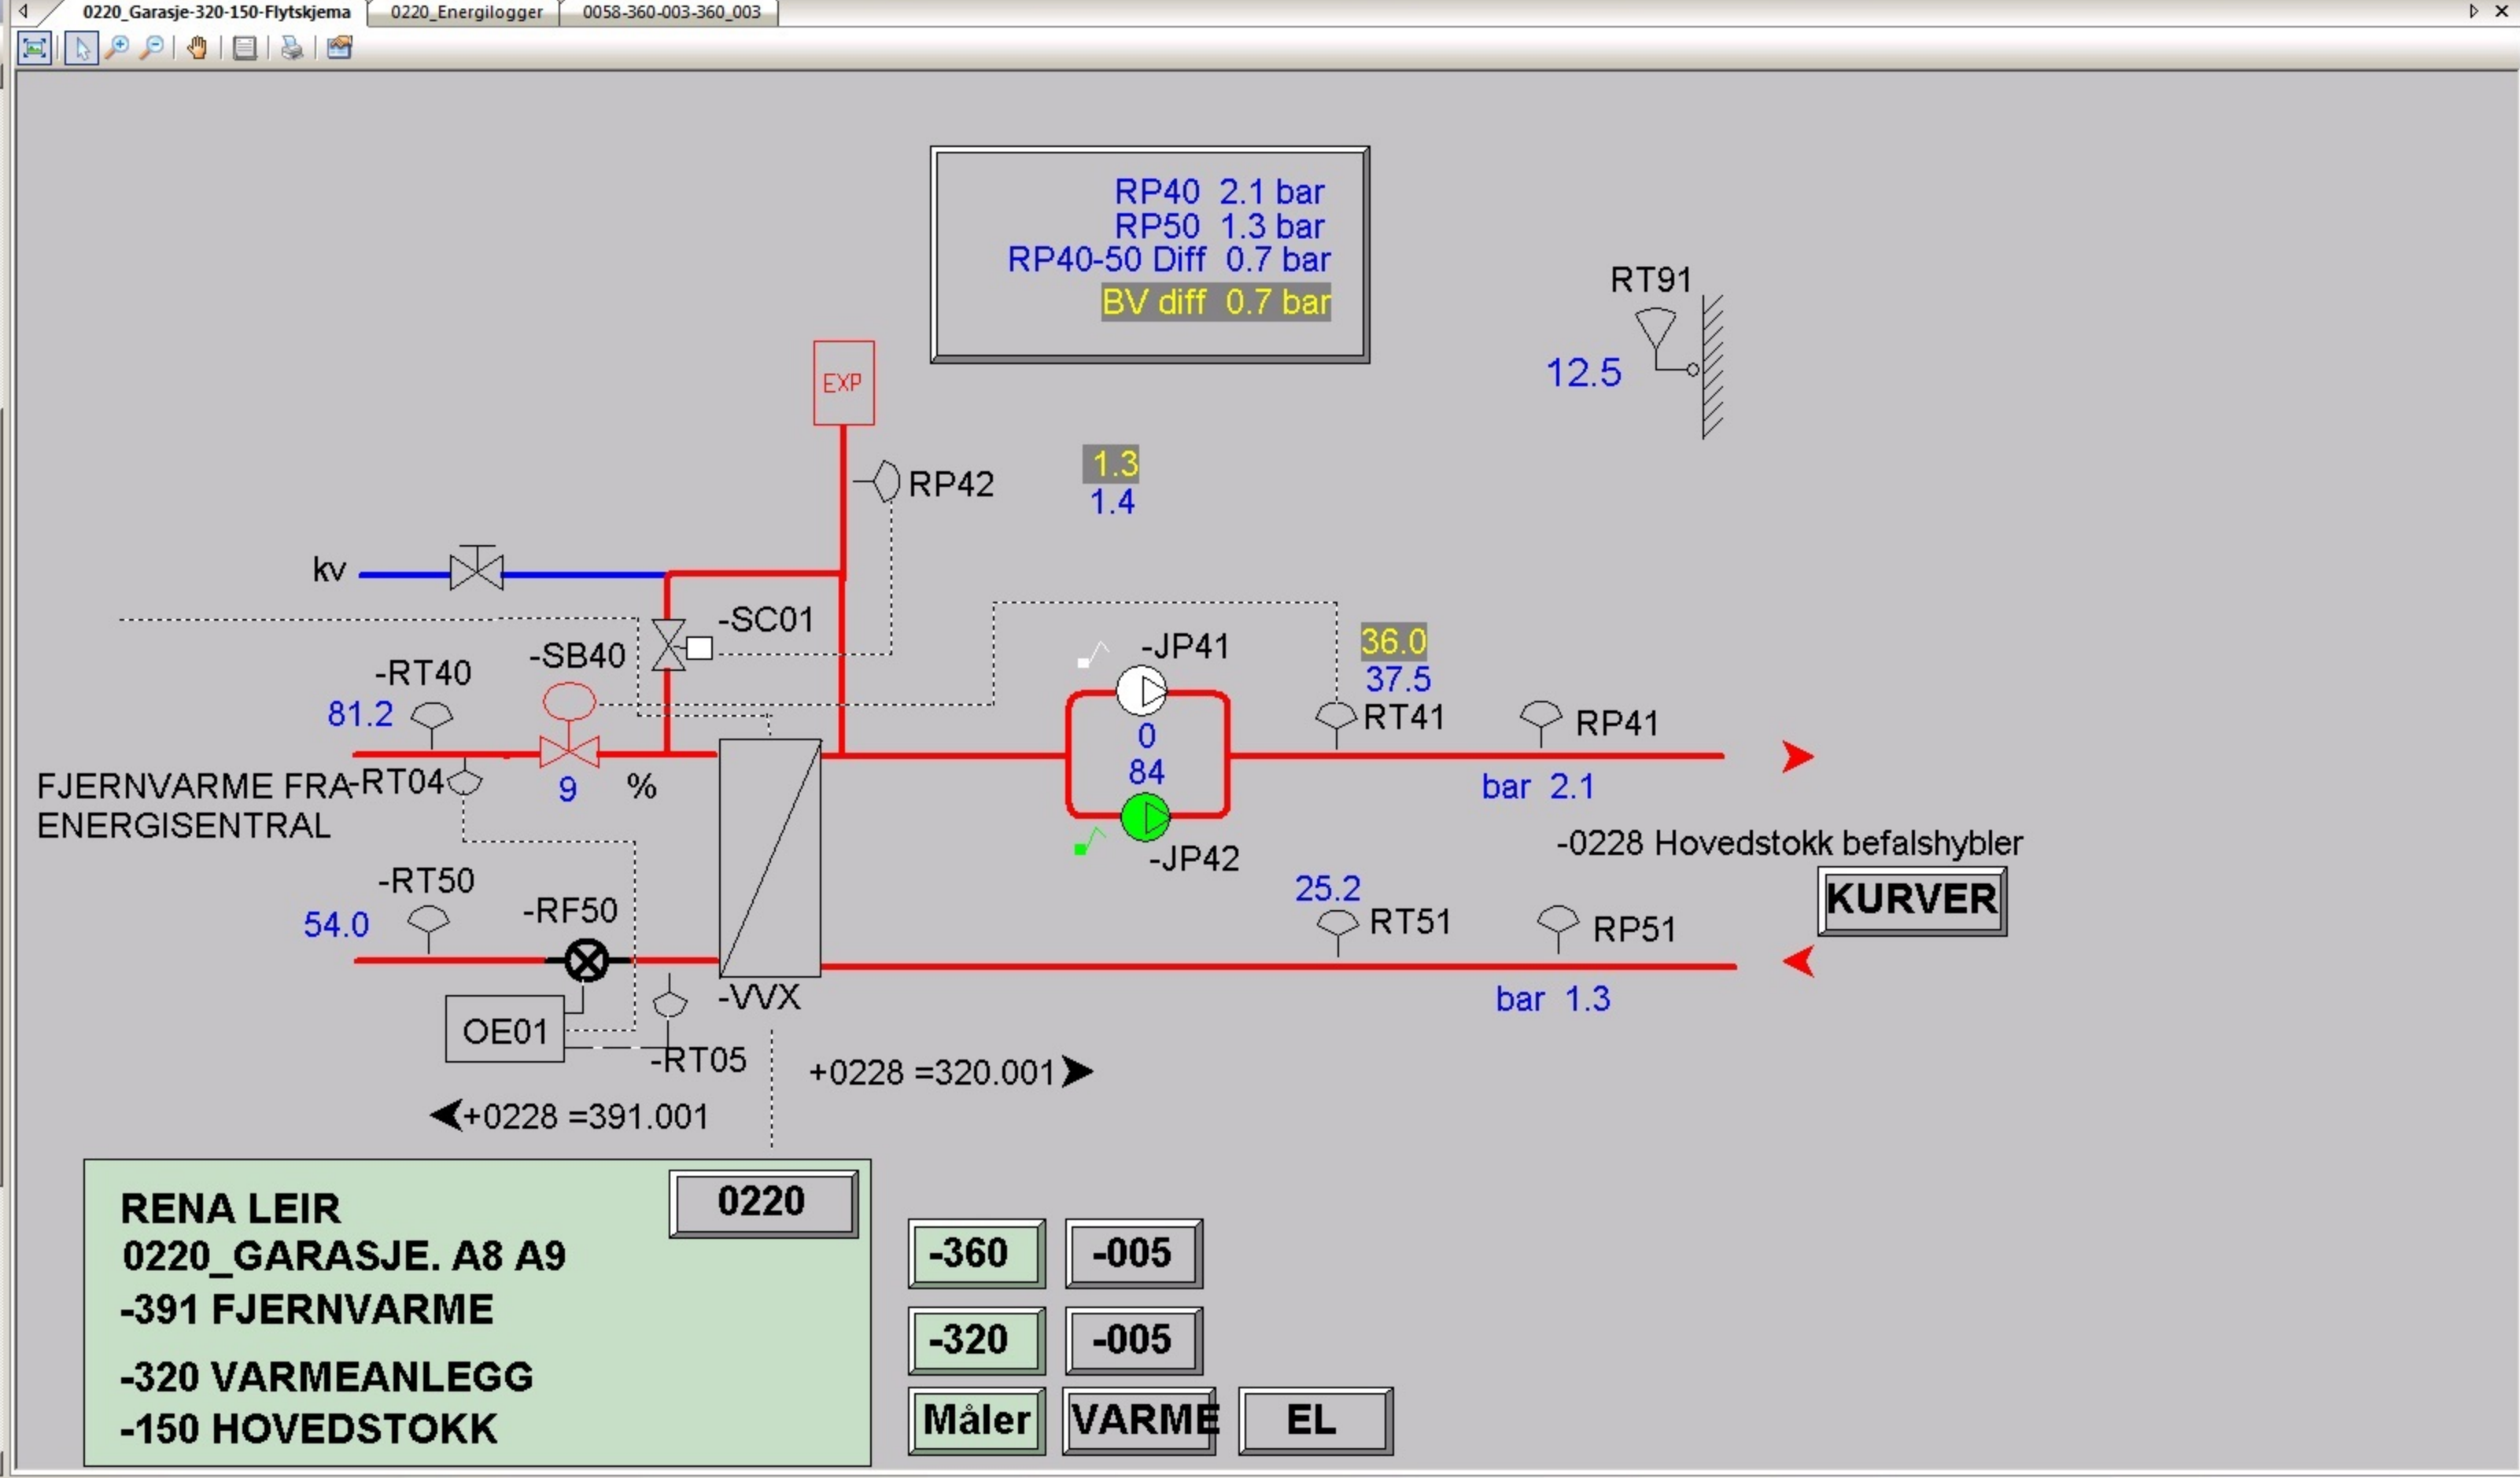 0220_Garasje-320-150-Flytskjema
0220_Energilogger
0058-360-003-360_003
RP40 2.1 bar
RP50 1.3 bar
RP40-50 Diff 0.7 bar
BV diff 0.7 bar
RT91
12.5
EXP
RP42
1.3
1.4
kv
-SC01
-SB40
-RT40
81.2
-JP41
36.0
37.5
RT41
RP41
0
84
-JP42
bar 2.1
FJERNVARME FRA
ENERGISENTRAL
-RT04
9 %
-0228 Hovedstokk befalshybler
KURVER
-RT50
54.0
-RF50
25.2
RT51
RP51
bar 1.3
-VVX
OE01
-RT05
+0228 =320.001
+0228 =391.001
RENA LEIR
0220
0220_GARASJE. A8 A9
-391 FJERNVARME
-320 VARMEANLEGG
-150 HOVEDSTOKK
-360
-005
-320
-005
Måler
VARME
EL